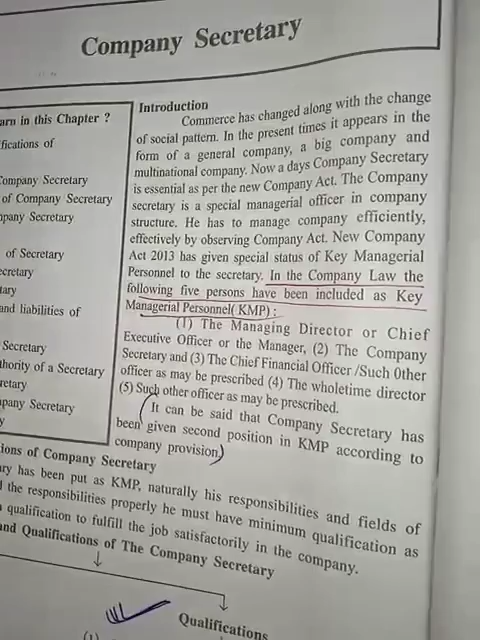 Company Secretary
arn in this Chapter ?
fications of
Company Secretary
of Company Secretary
mpany Secretary
of Secretary
ecretary
tary
and liabilities of
Secretary
thority of a Secretary
retary
mpany Secretary
y
Introduction
Commerce has changed along with the change
of social pattern. In the present times it appears in the
form of a general company, a big company and
multinational company. Now a days Company Secretary
is essential as per the new Company Act. The Company
secretary is a special managerial officer in company
structure. He has to manage company efficiently,
effectively by observing Company Act. New Company
Act 2013 has given special status of Key Managerial
Personnel to the secretary. In the Company Law the
following five persons have been included as Key
Managerial Personnel( KMP) :
(1) The Managing Director or Chief
Executive Officer or the Manager, (2) The Company
Secretary and (3) The Chief Financial Officer /Such 0ther
officer as may be prescribed (4) The wholetime director
(5) Such other officer as may be prescribed.
It can be said that Company Secretary has
been given second position in KMP according to
company provision)
ions of Company Secretary
ry has been put as KMP, naturally his responsibilities and fields of
the responsibilities properly he must have minimum qualification as
qualification to fulfill the job satisfactorily in the company.
and Qualifications of The Company Secretary
Qualifications
(1)